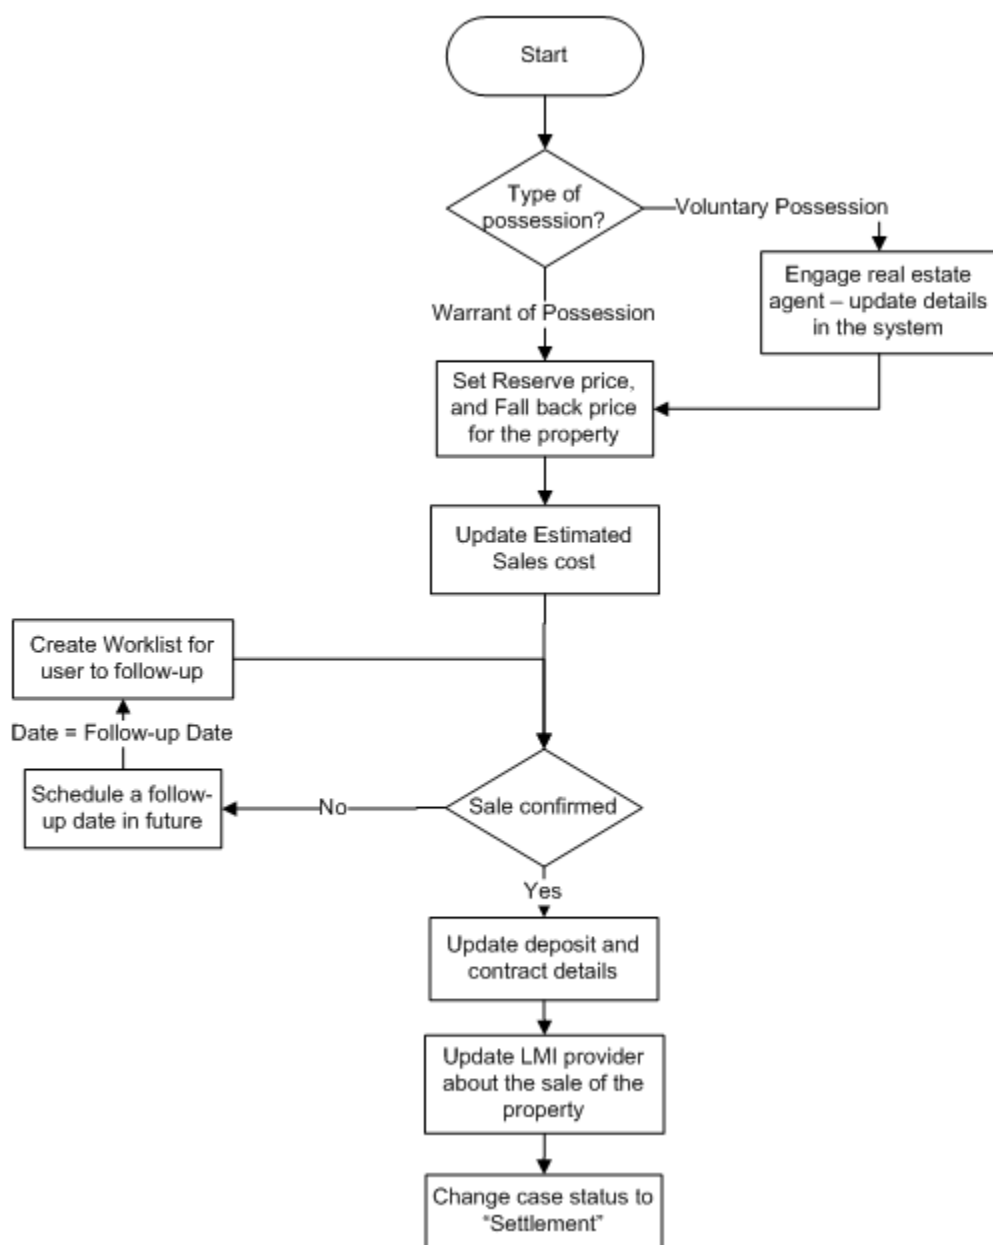 Start
Type of
possession?
Voluntary Possession
Engage real estate
agent – update details
in the system
Warrant of Possession
Set Reserve price,
and Fall back price
for the property
Update Estimated
Sales cost
Create Worklist for
user to follow-up
Date = Follow-up Date
Schedule a follow-
up date in future
No
Sale confirmed
Yes
Update deposit and
contract details
Update LMI provider
about the sale of the
property
Change case status to
“Settlement”